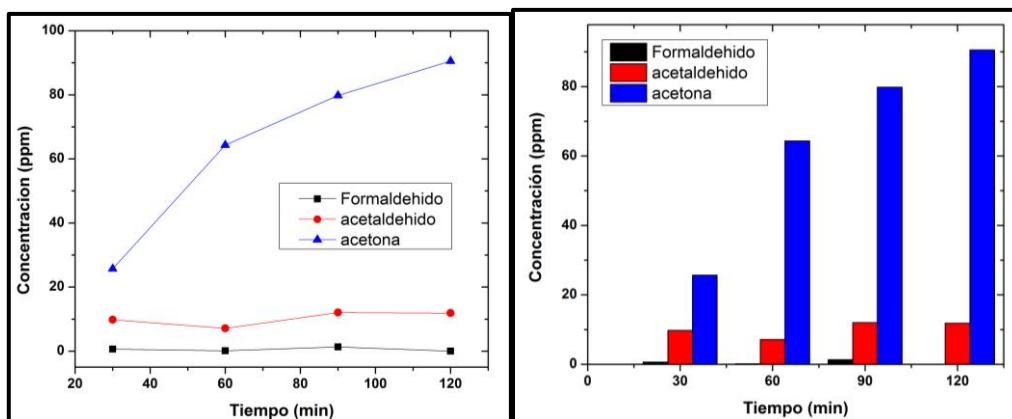 100
80
60
40
20
0
Concentracion (ppm)
Formaldehido
acetaldehido
acetona
20 40 60 80 100 120
Tiempo (min)
80
60
40
20
0
Concentración (ppm)
Formaldehido
acetaldehido
acetona
0 30 60 90 120
Tiempo (min)